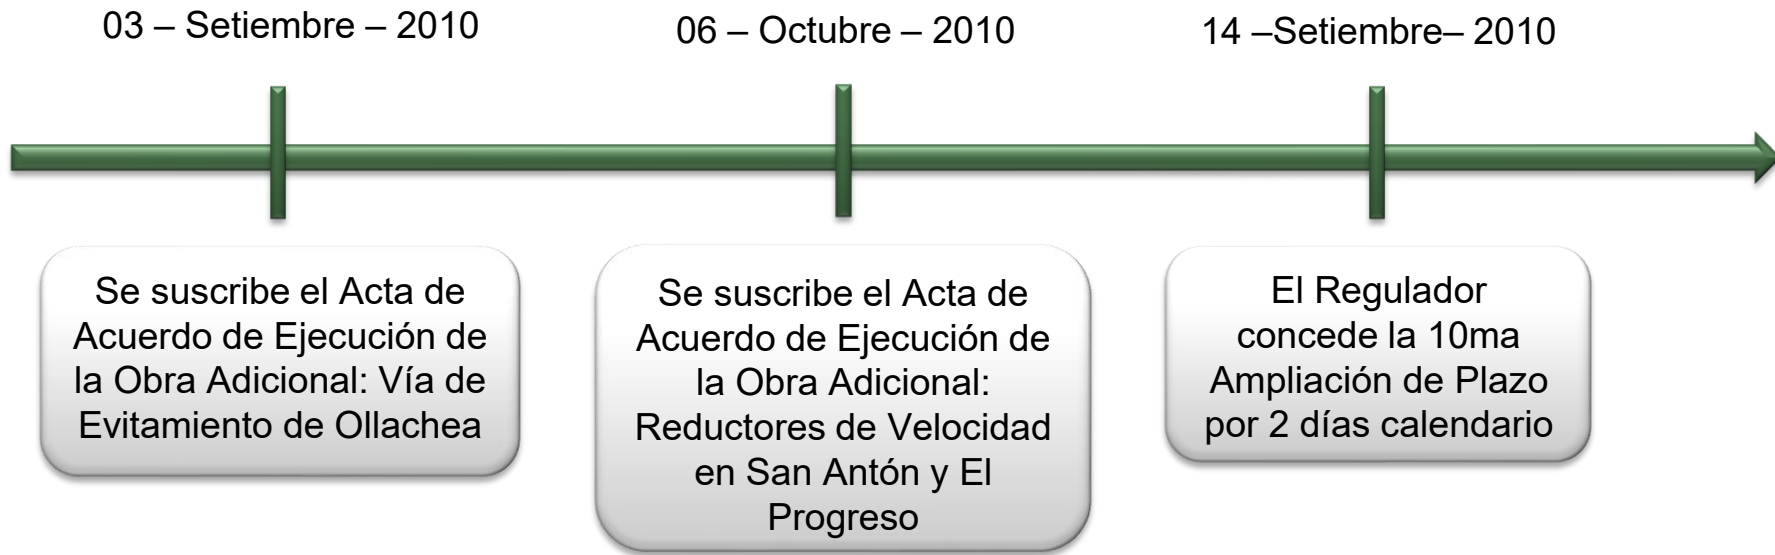 03 – Setiembre – 2010
06 – Octubre – 2010
14 –Setiembre– 2010
Se suscribe el Acta de
Acuerdo de Ejecución de
la Obra Adicional: Vía de
Evitamiento de Ollachea
Se suscribe el Acta de
Acuerdo de Ejecución de
la Obra Adicional:
Reductores de Velocidad
en San Antón y El
Progreso
El Regulador
concede la 10ma
Ampliación de Plazo
por 2 días calendario